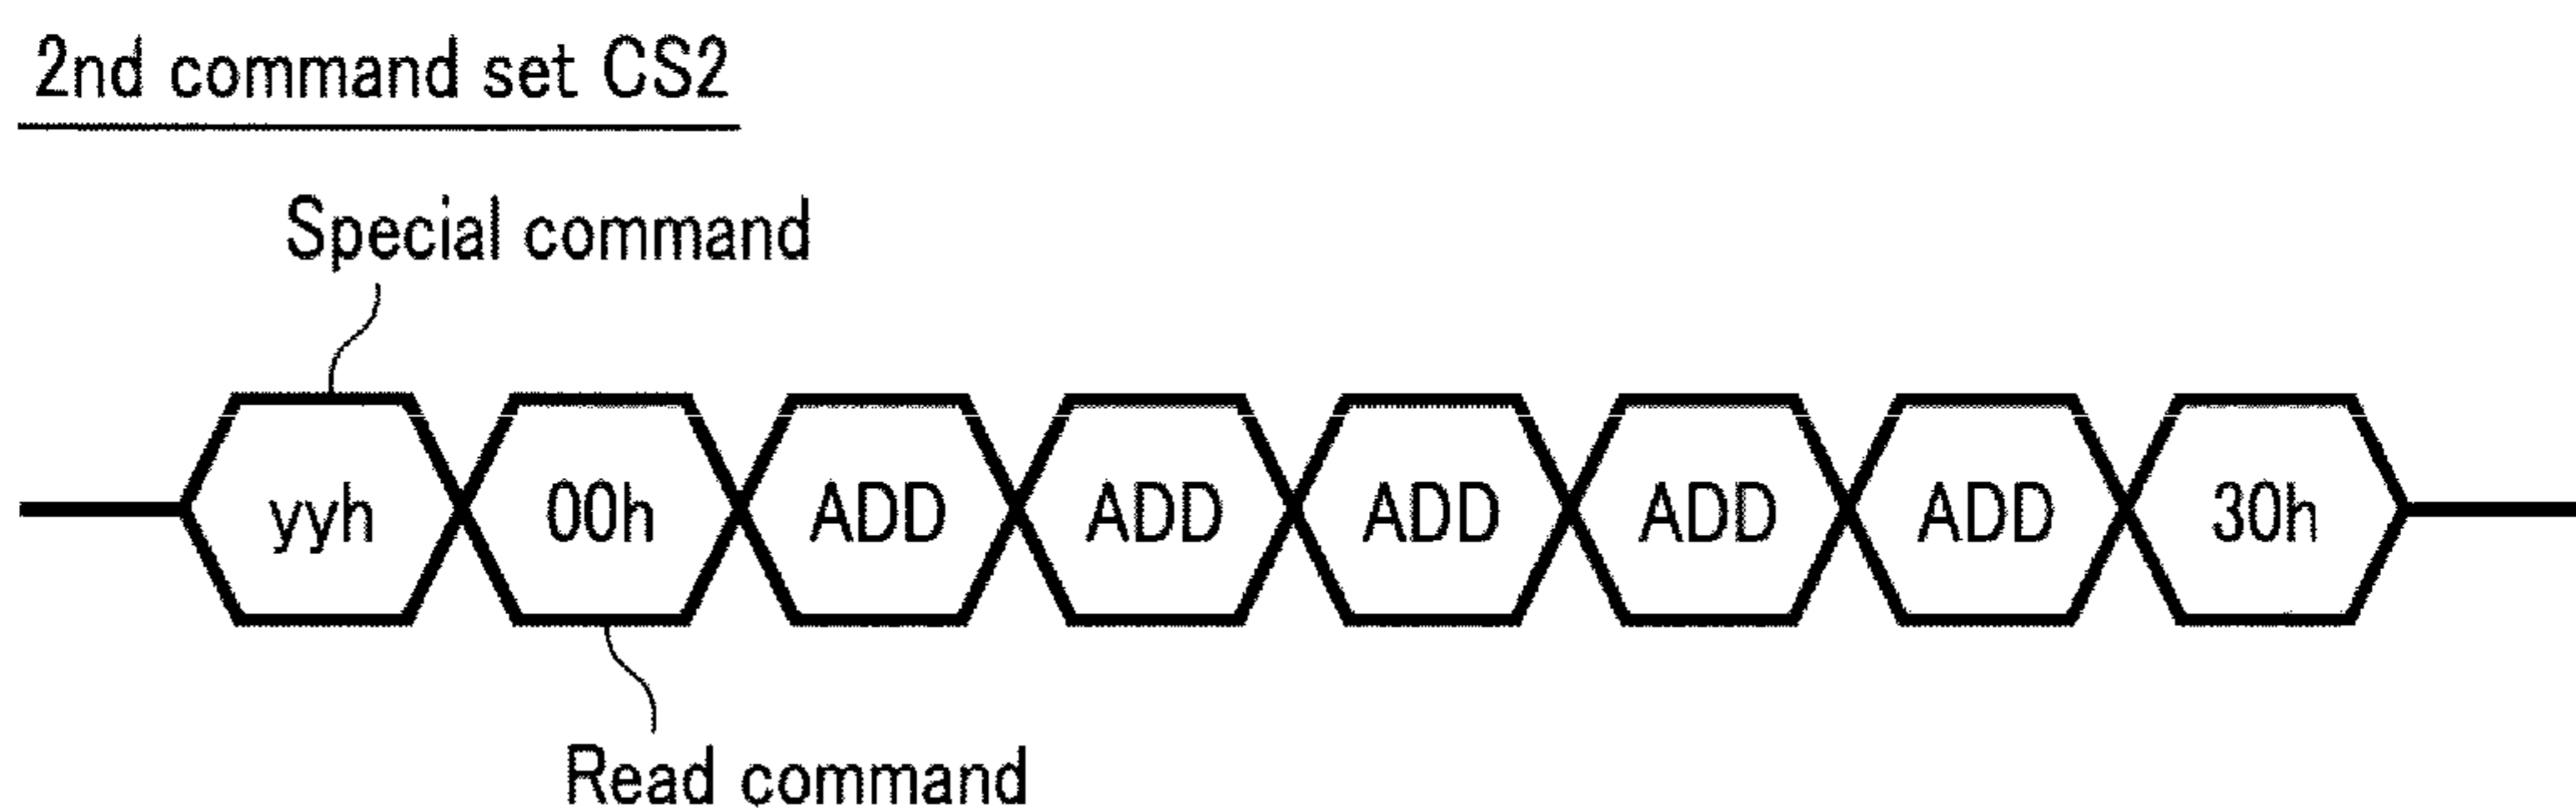 2nd command set CS2
Special command
yyh 00h ADD ADD ADD ADD ADD 30h
Read command